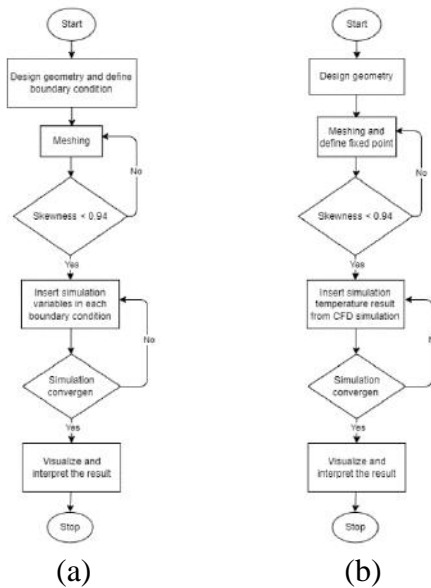 Start
Design geometry and define
boundary condition
Meshing
No
Skewness < 0.94
Yes
Insert simulation
variables in each
boundary condition
No
Simulation
convergen
Yes
Visualize and
interpret the result
Stop
(a)
Start
Design geometry
Meshing and
define fixed point
No
Skewness < 0.94
Yes
Insert simulation
temperature result
from CFD simulation
No
Simulation
convergen
Yes
Visualize and
interpret the result
Stop
(b)